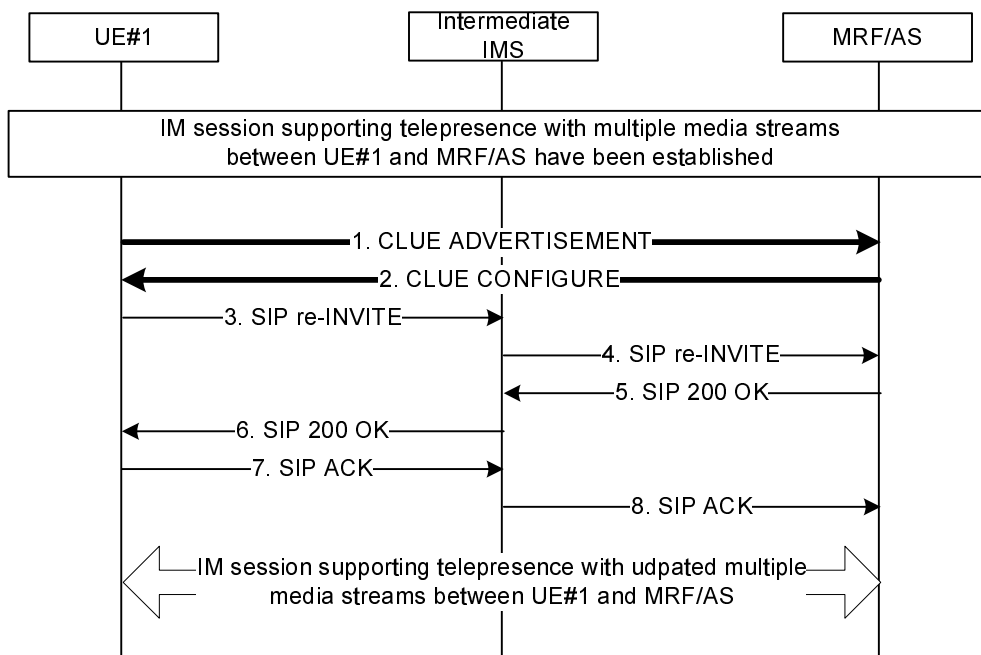 UE#1
Intermediate
IMS
MRF/AS
IM session supporting telepresence with multiple media streams
between UE#1 and MRF/AS have been established
1. CLUE ADVERTISEMENT
2. CLUE CONFIGURE
3. SIP re-INVITE
4. SIP re-INVITE
5. SIP 200 OK
6. SIP 200 OK
7. SIP ACK
8. SIP ACK
IM session supporting telepresence with udpated multiple
media streams between UE#1 and MRF/AS